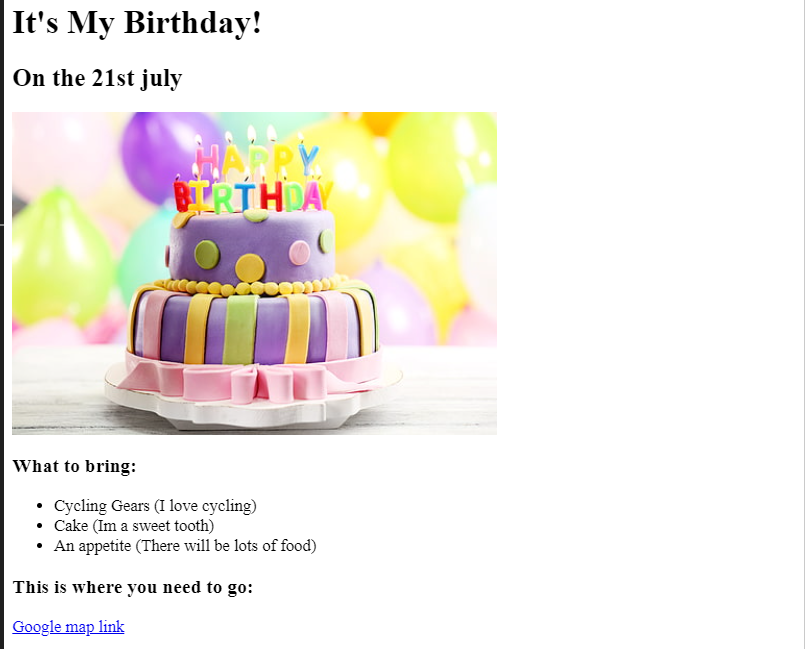 It's My Birthday!
On the 21st july
HAPPY
BIRTHDAY
What to bring:
Cycling Gears (I love cycling)
Cake (Im a sweet tooth)
An appetite (There will be lots of food)
This is where you need to go:
Google map link